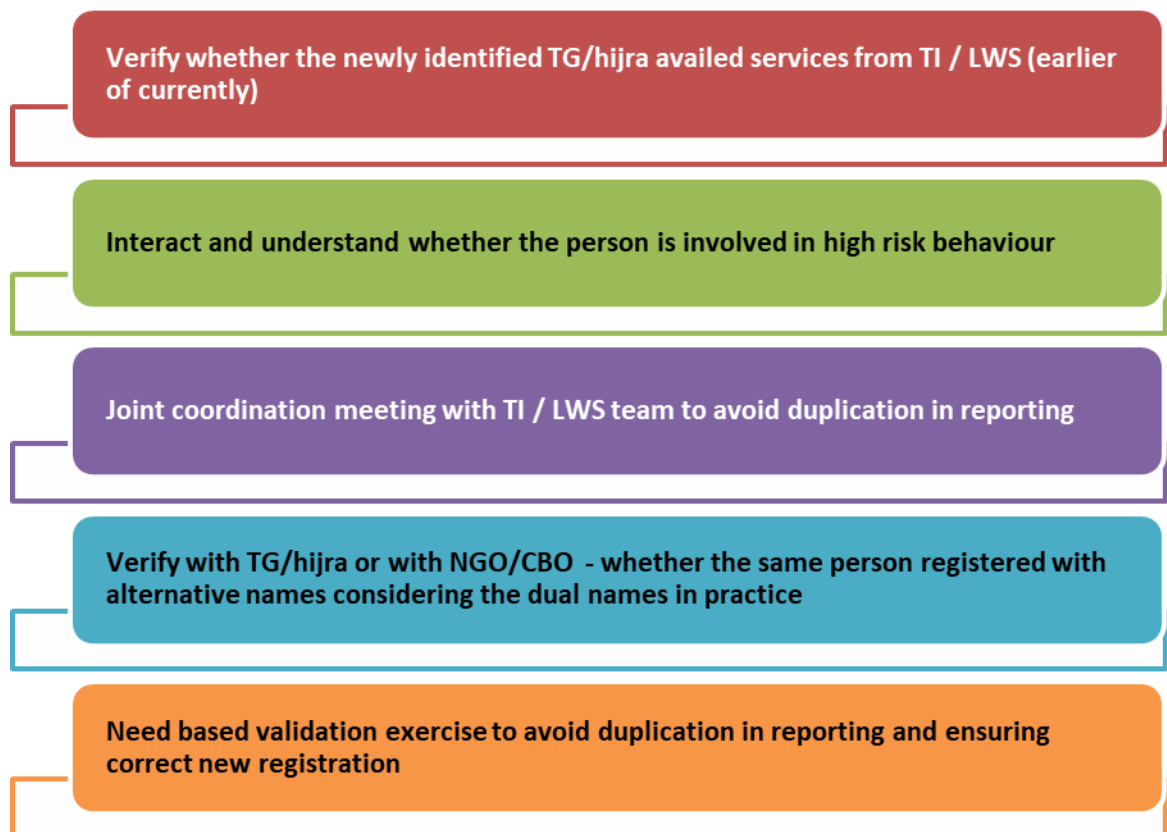 Verify whether the newly identified TG/hijra availed services from TI / LWS (earlier
of currently)
Interact and understand whether the person is involved in high risk behaviour
Joint coordination meeting with TI / LWS team to avoid duplication in reporting
Verify with TG/hijra or with NGO/CBO - whether the same person registered with
alternative names considering the dual names in practice
Need based validation exercise to avoid duplication in reporting and ensuring
correct new registration